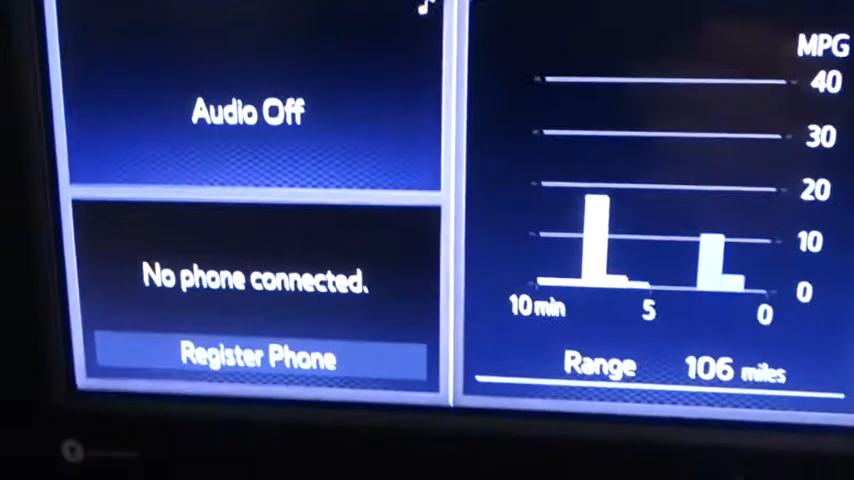 Audio Off
No phone connected.
Register Phone
MPG
40
30
20
10
0
10 min 5 0
Range 106 miles